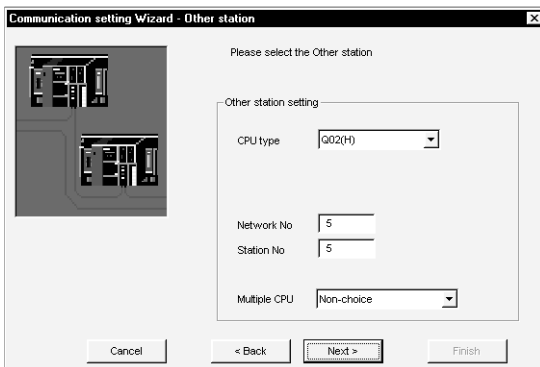 Communication setting Wizard - Other station
Please select the Other station
Other station setting
CPU type Q02(H)
Network No 5
Station No 5
Multiple CPU Non-choice
Cancel < Back Next > Finish